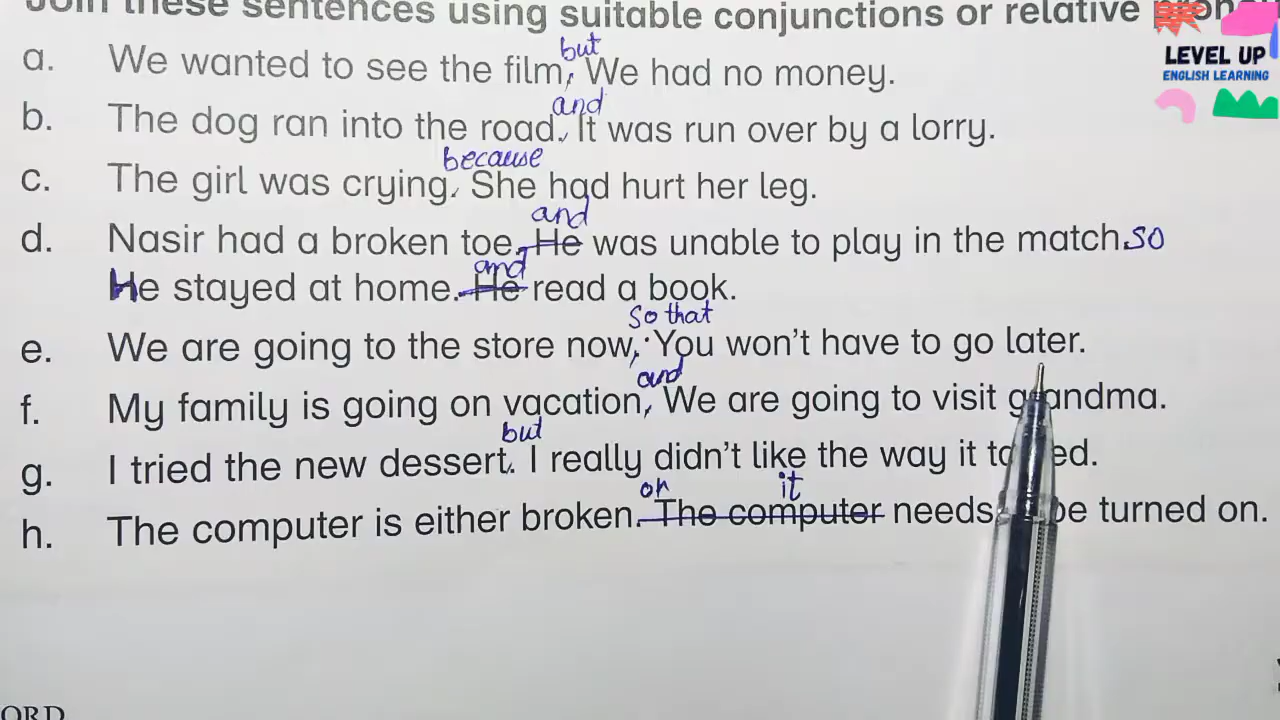 Join these sentences using suitable conjunctions or relative
LEVEL UP
ENGLISH LEARNING
but
a. We wanted to see the film, We had no money.
and
b. The dog ran into the road. It was run over by a lorry.
because
c. The girl was crying. She had hurt her leg.
and
d. Nasir had a broken toe. He was unable to play in the match. so
and
He stayed at home. He read a book.
so that
e. We are going to the store now, You won't have to go later.
and
f. My family is going on vacation, We are going to visit grandma.
but
g. I tried the new dessert. I really didn't like the way it
or it
h. The computer is either broken. The computer needs be turned on.
ORD